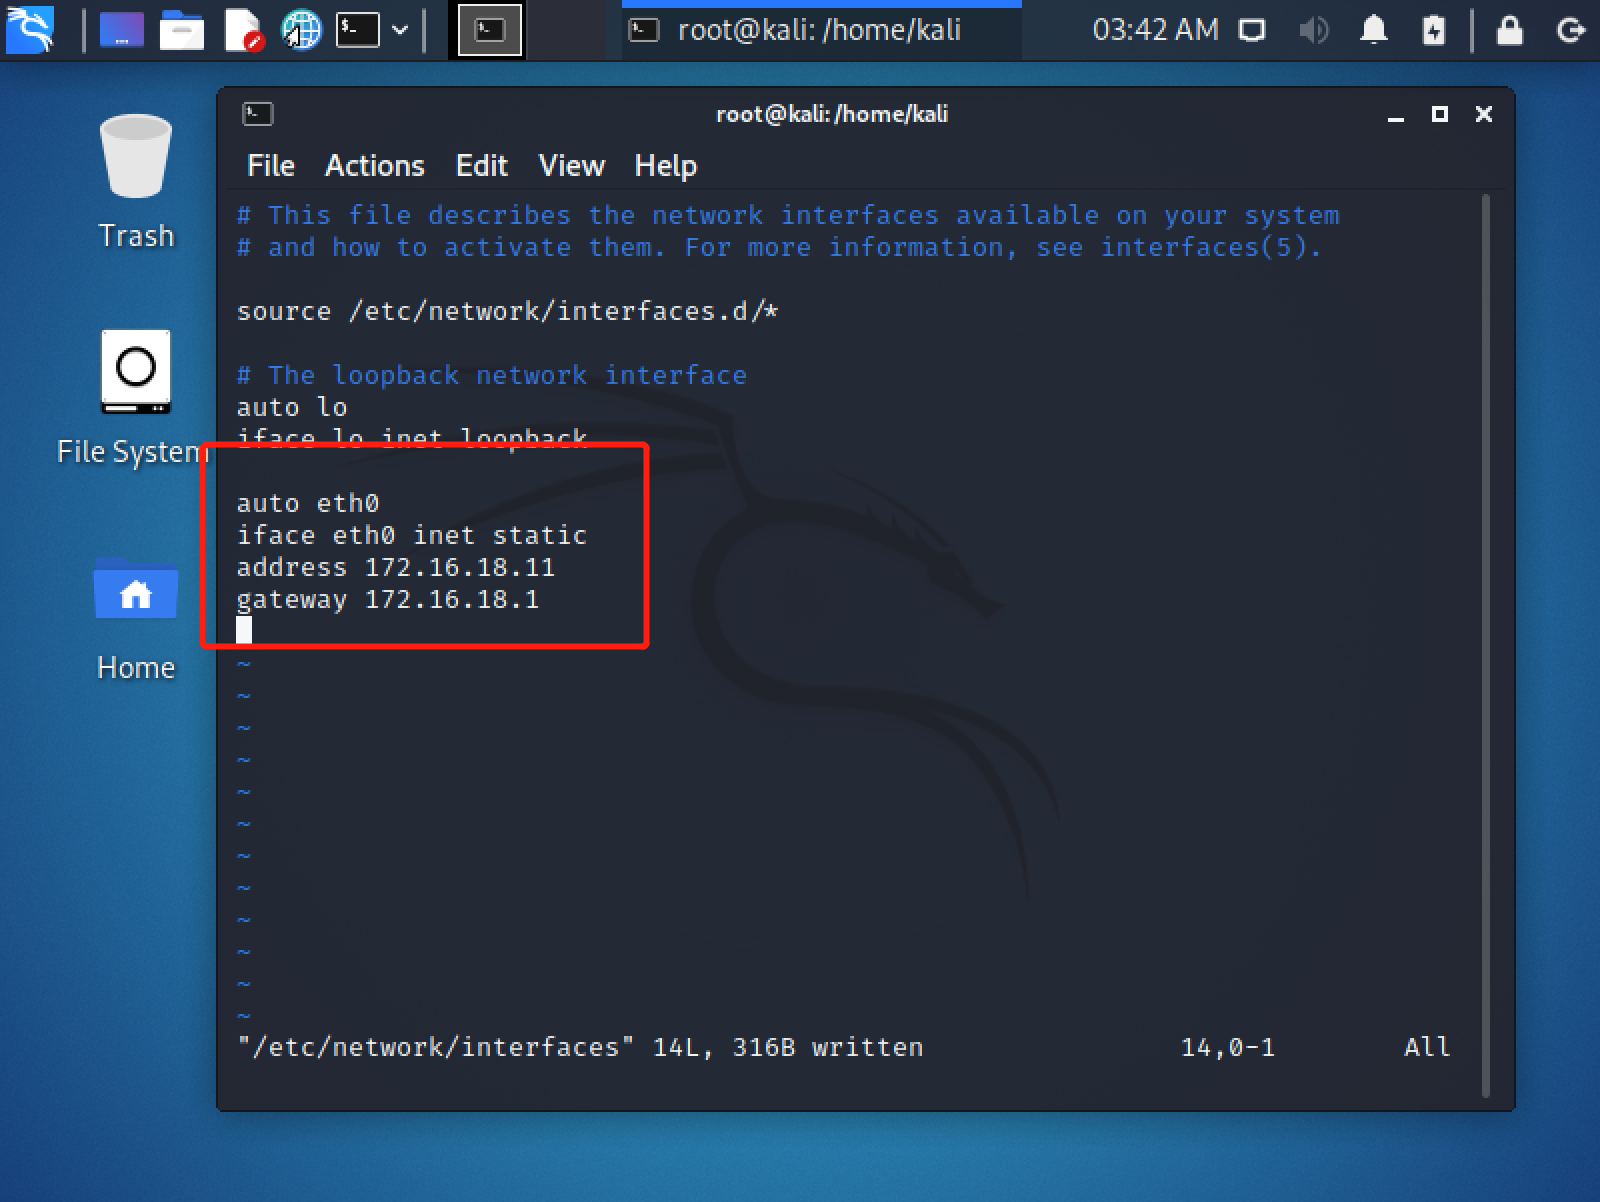 root@kali: /home/kali
03:42 AM
Trash
File System
Home
root@kali: /home/kali
File Actions Edit View Help
# This file describes the network interfaces available on your system
# and how to activate them. For more information, see interfaces(5).
source /etc/network/interfaces.d/*
# The loopback network interface
auto lo
iface lo inet loopback
auto eth0
iface eth0 inet static
address 172.16.18.11
gateway 172.16.18.1
~
~
~
~
~
~
~
~
~
~
~
~
"/etc/network/interfaces" 14L, 316B written 14,0-1 All